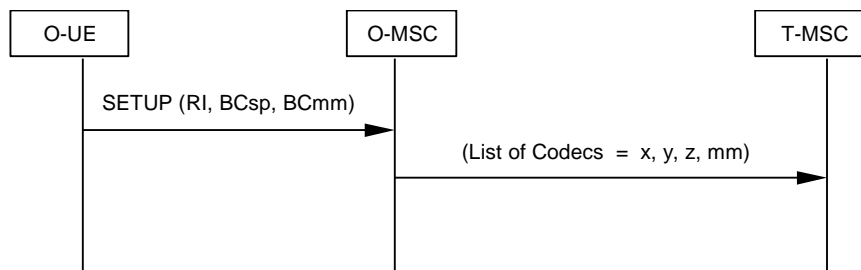 O-UE
O-MSC
T-MSC
SETUP (RI, BCsp, BCmm)
(List of Codecs = x, y, z, mm)